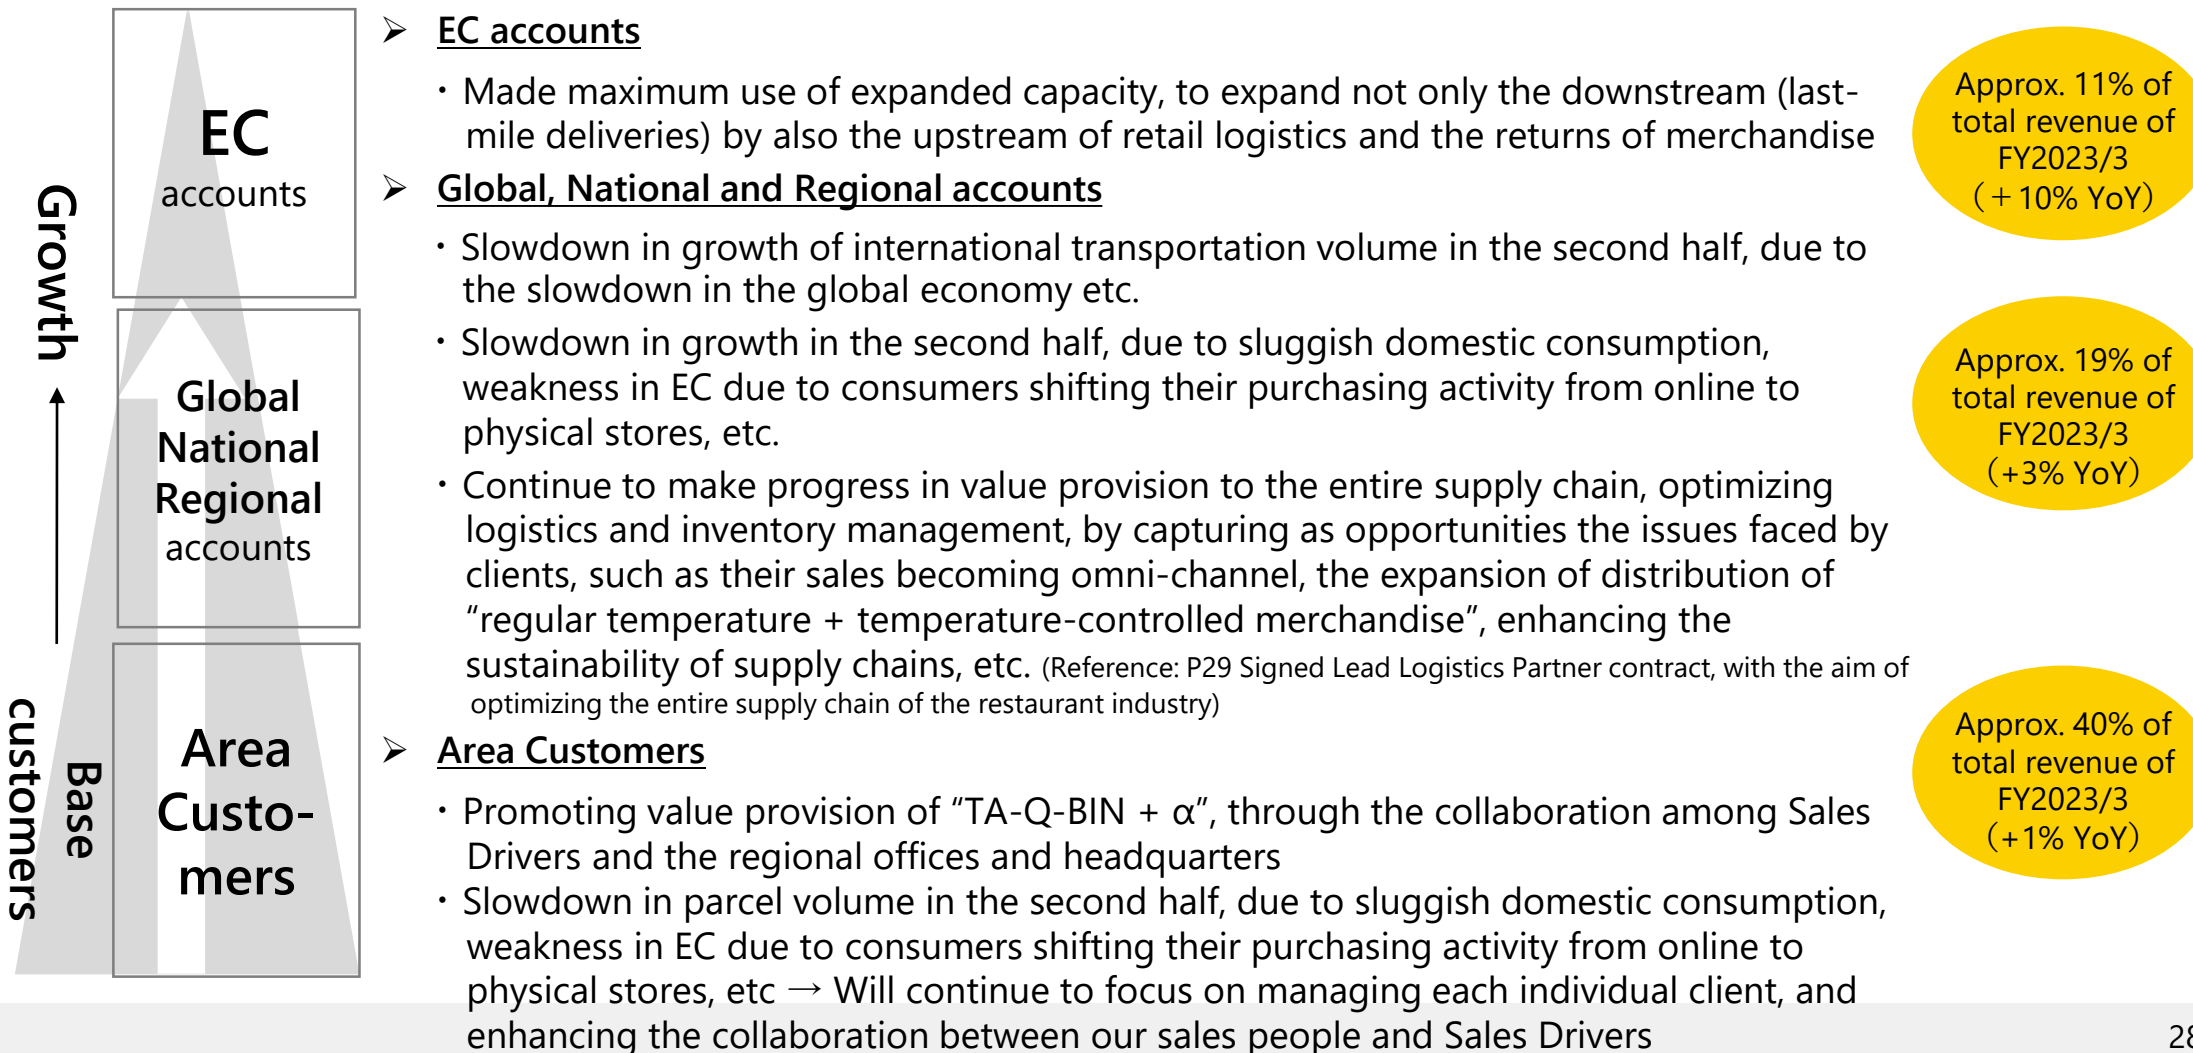 Growth
Base
customers
EC
accounts
Global
National
Regional
accounts
Area
Custo-
mers
➢ EC accounts
・Made maximum use of expanded capacity, to expand not only the downstream (last-
mile deliveries) by also the upstream of retail logistics and the returns of merchandise
➢ Global, National and Regional accounts
・Slowdown in growth of international transportation volume in the second half, due to
the slowdown in the global economy etc.
・Slowdown in growth in the second half, due to sluggish domestic consumption,
weakness in EC due to consumers shifting their purchasing activity from online to
physical stores, etc.
・Continue to make progress in value provision to the entire supply chain, optimizing
logistics and inventory management, by capturing as opportunities the issues faced by
clients, such as their sales becoming omni-channel, the expansion of distribution of
“regular temperature + temperature-controlled merchandise”, enhancing the
sustainability of supply chains, etc. (Reference: P29 Signed Lead Logistics Partner contract, with the aim of
optimizing the entire supply chain of the restaurant industry)
➢ Area Customers
・Promoting value provision of “TA-Q-BIN + α”, through the collaboration among Sales
Drivers and the regional offices and headquarters
・Slowdown in parcel volume in the second half, due to sluggish domestic consumption,
weakness in EC due to consumers shifting their purchasing activity from online to
physical stores, etc → Will continue to focus on managing each individual client, and
enhancing the collaboration between our sales people and Sales Drivers
Approx. 11% of
total revenue of
FY2023/3
（＋10% YoY）
Approx. 19% of
total revenue of
FY2023/3
（+3% YoY）
Approx. 40% of
total revenue of
FY2023/3
（+1% YoY）
28